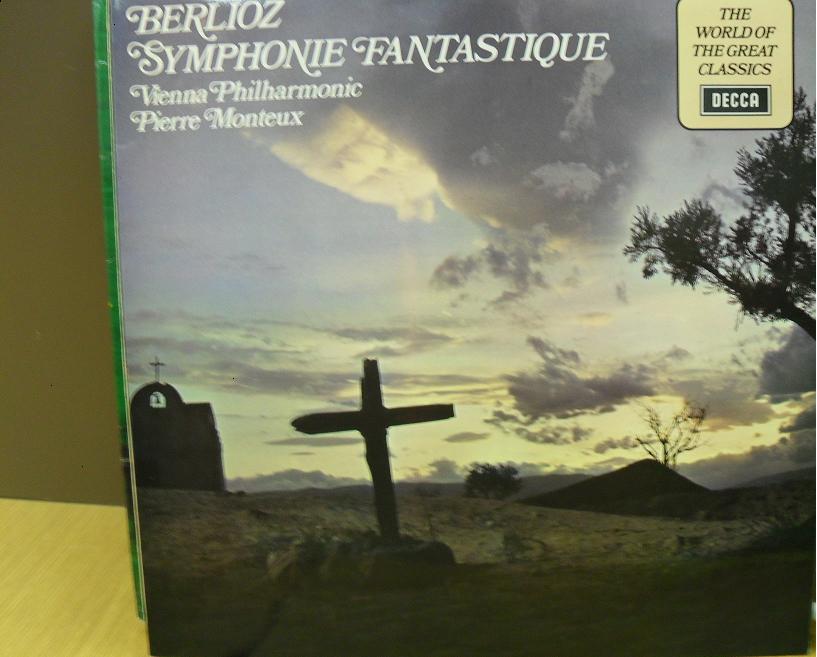 BERLIOZ
SYMPHONIE FANTASTIQUE
Vienna Philharmonic
Pierre Monteux
THE
WORLD OF
THE GREAT
CLASSICS
DECCA